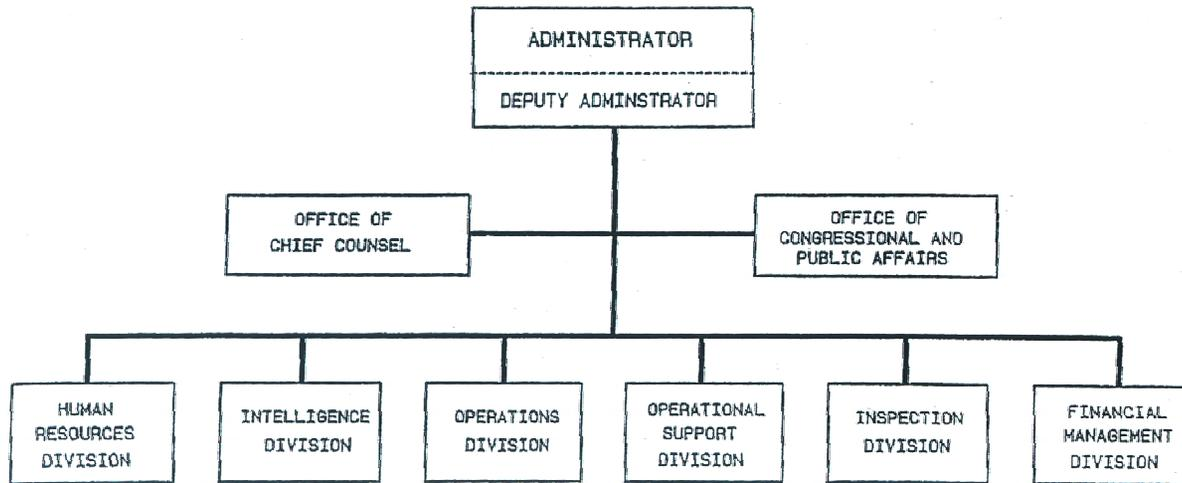 ADMINISTRATOR
DEPUTY ADMINSTRATOR
OFFICE OF
CHIEF COUNSEL
OFFICE OF
CONGRESSIONAL AND
PUBLIC AFFAIRS
HUMAN
RESOURCES
DIVISION
INTELLIGENCE
DIVISION
OPERATIONS
DIVISION
OPERATIONAL
SUPPORT
DIVISION
INSPECTION
DIVISION
FINANCIAL
MANAGEMENT
DIVISION